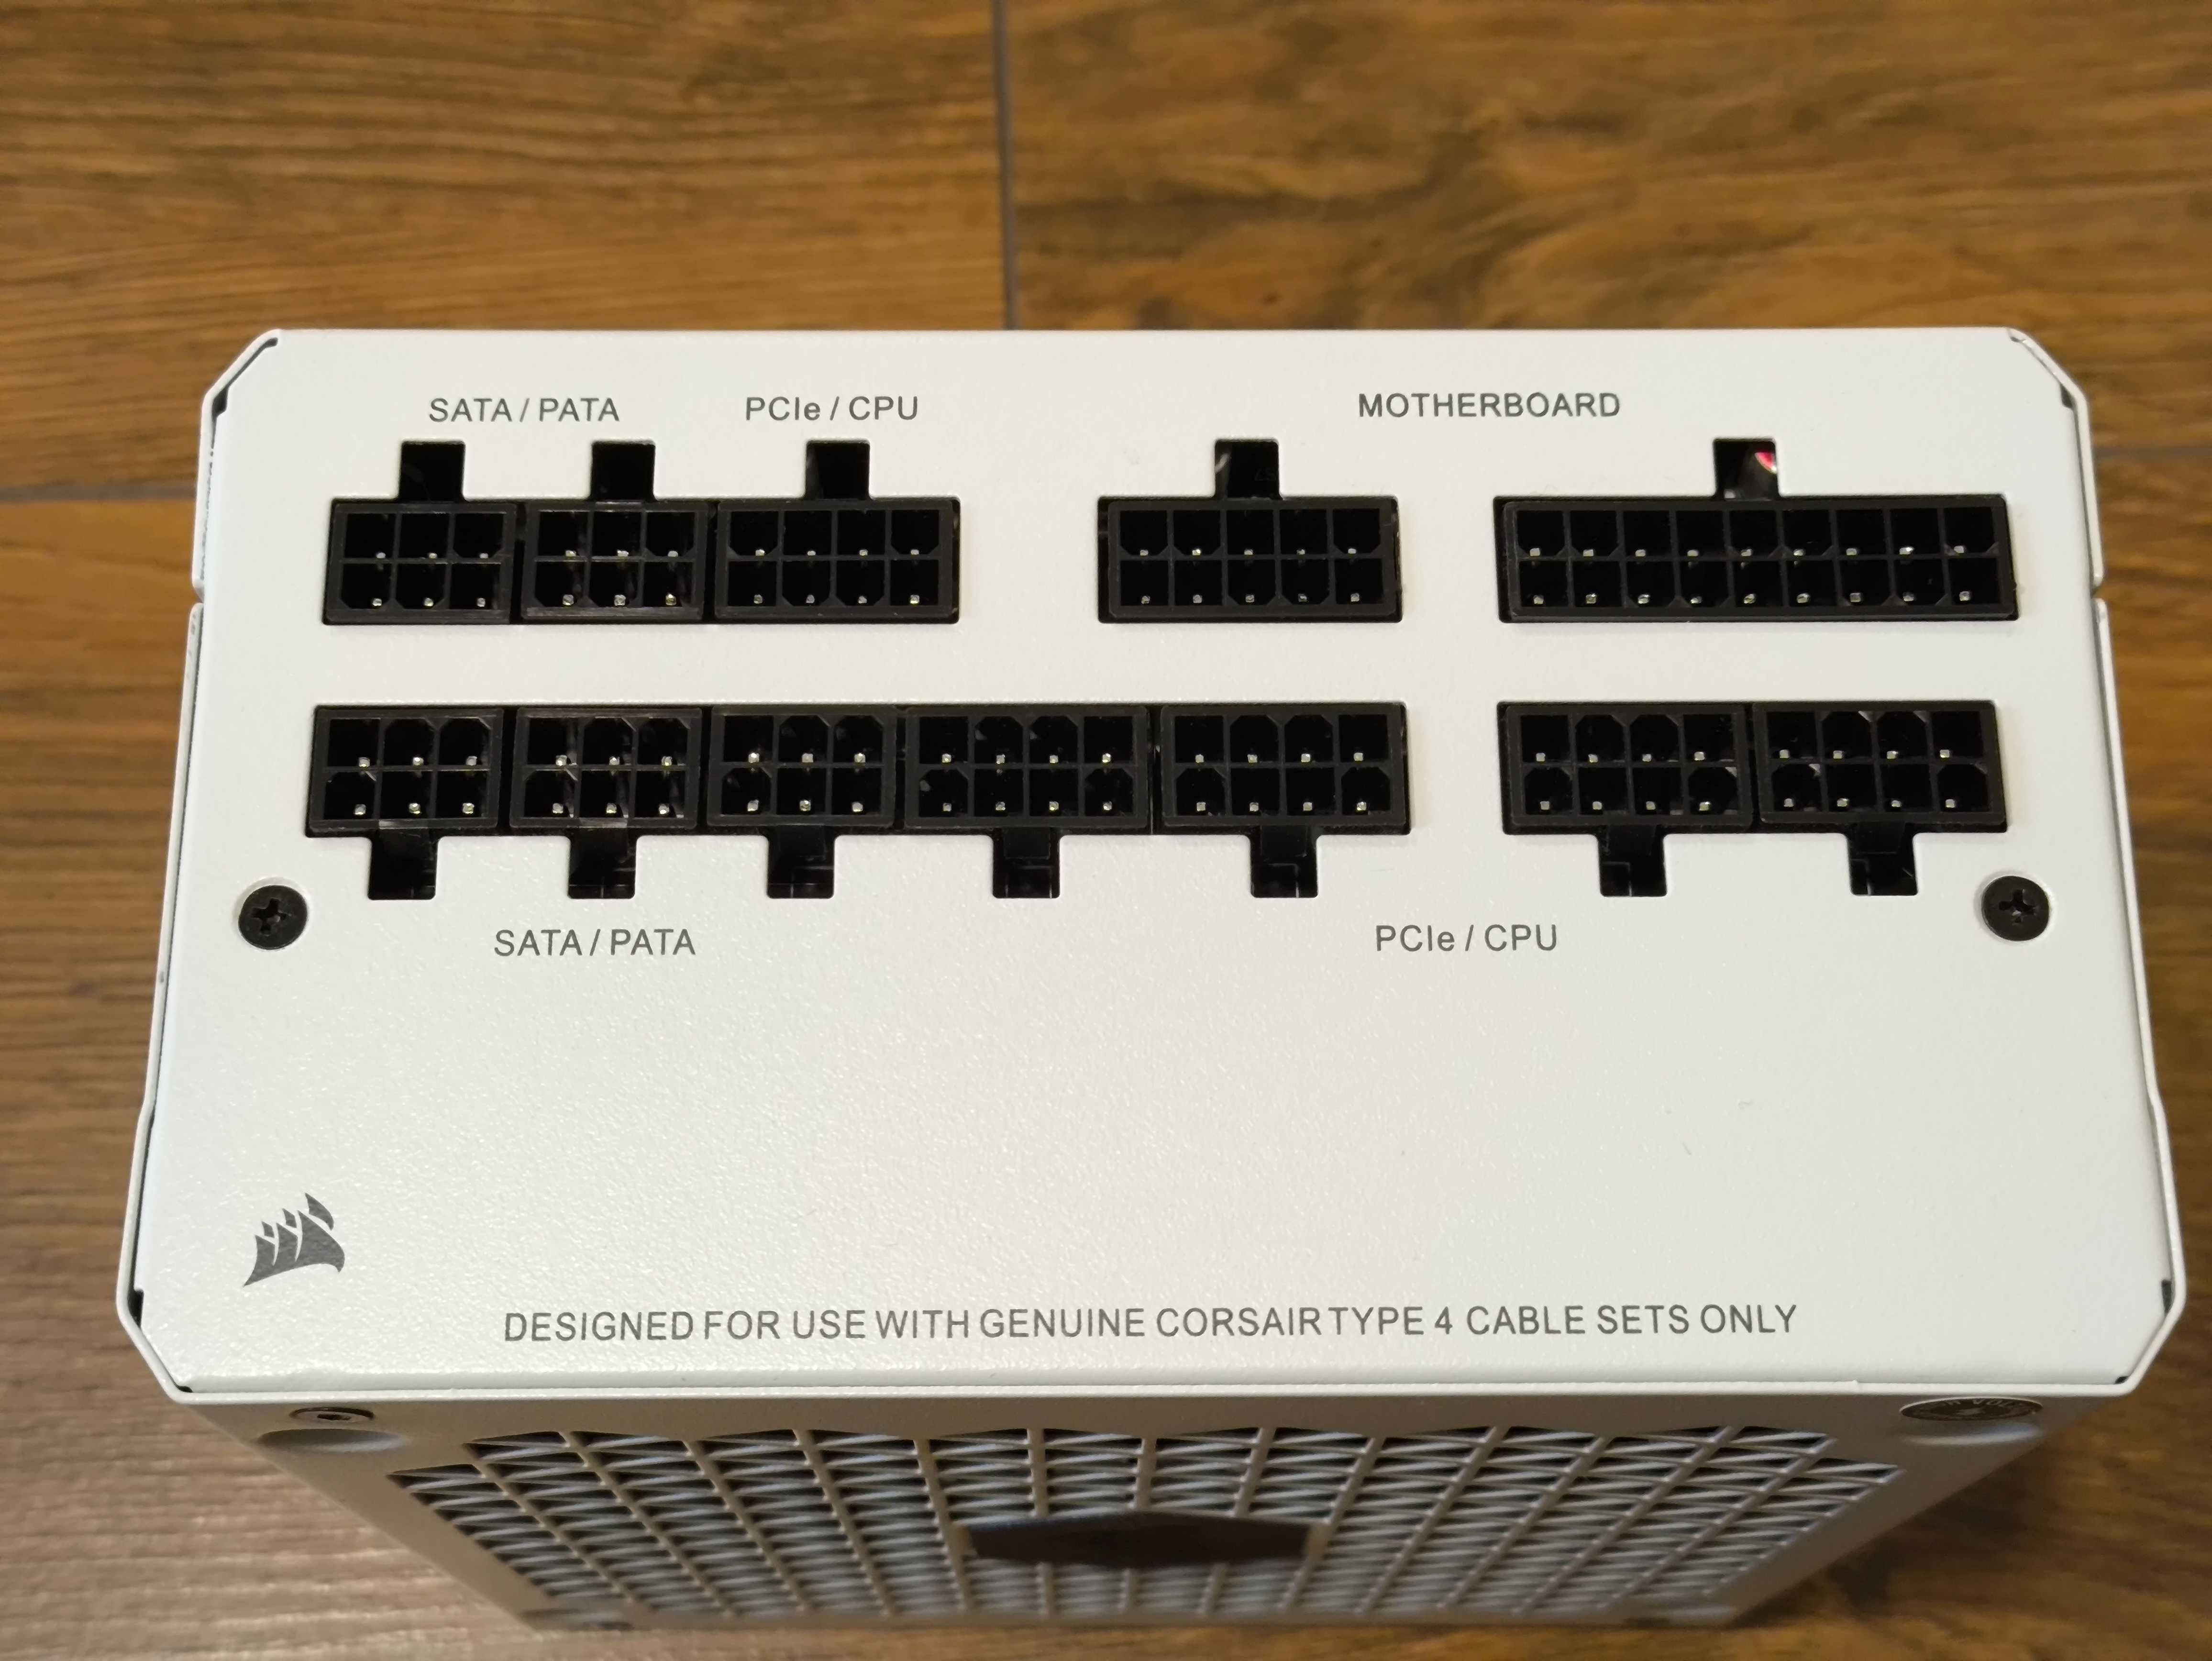 SATA / PATA
PCIe / CPU
MOTHERBOARD
SATA / PATA
PCIe / CPU
DESIGNED FOR USE WITH GENUINE CORSAIR TYPE 4 CABLE SETS ONLY